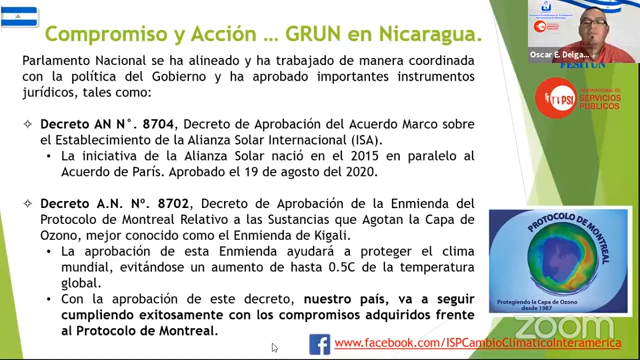 Compromiso y Acción ... GRUN en Nicaragua.
Parlamento Nacional se ha alineado y ha trabajado de manera coordinada
con la política del Gobierno y ha aprobado importantes instrumentos
jurídicos, tales como:
Decreto AN N°. 8704, Decreto de Aprobación del Acuerdo Marco sobre
el Establecimiento de la Alianza Solar Internacional (ISA).
• La iniciativa de la Alianza Solar nació en el 2015 en paralelo al
Acuerdo de París. Aprobado el 19 de agosto del 2020.
Decreto A.N. Nº. 8702, Decreto de Aprobación de la Enmienda del
Protocolo de Montreal Relativo a las Sustancias que Agotan la Capa de
Ozono, mejor conocido como el Enmienda de Kigali.
• La aprobación de esta Enmienda ayudará a proteger el clima
mundial, evitándose un aumento de hasta 0.5C de la temperatura
global.
• Con la aprobación de este decreto, nuestro país, va a seguir
cumpliendo exitosamente con los compromisos adquiridos frente
al Protocolo de Montreal.
www.facebook.com/ISPCambioClimaticoInteramerica
Oscar E. Delga...
FESITUN
PSI
INTERNACIONAL DE
SERVICIOS
PÚBLICOS
PROTOCOLO DE MONTREAL
Protegiendo la Capa de Ozono
desde 1987
zoom